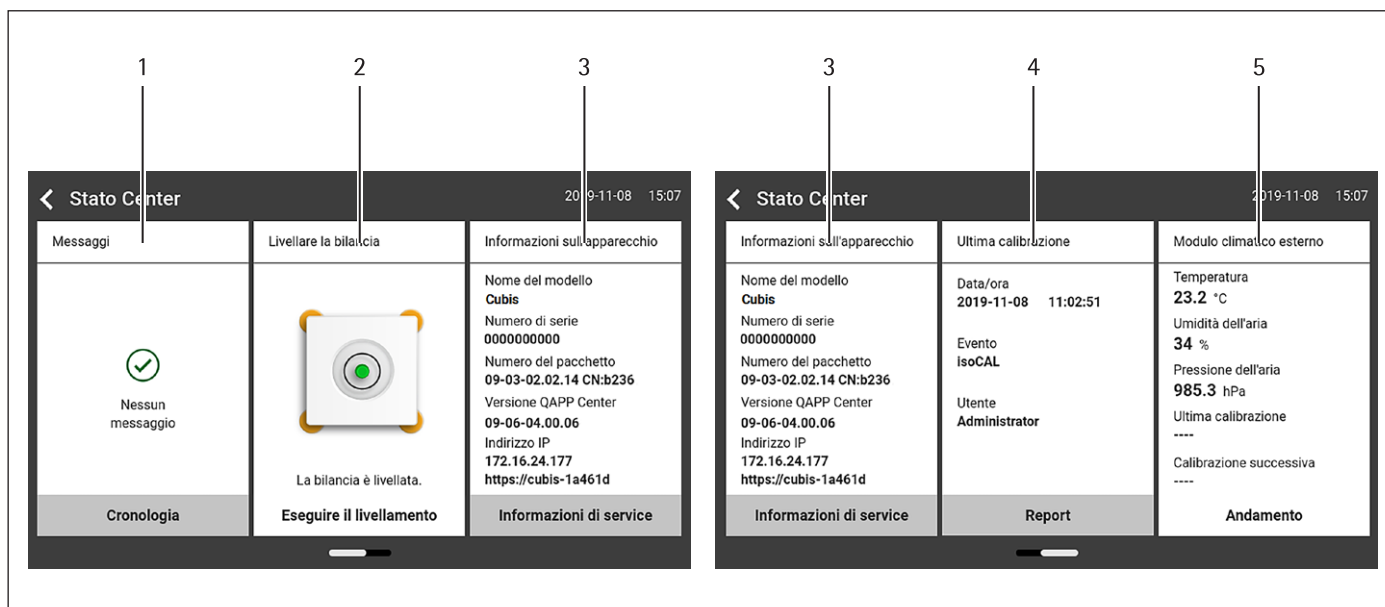 1
2
3
3
4
5
Stato Center
2019-11-08 15:07
Messaggi
Nessun
messaggio
Cronologia
Livellare la bilancia
La bilancia è livellata.
Eseguire il livellamento
Informazioni sull'apparecchio
Nome del modello
Cubis
Numero di serie
0000000000
Numero del pacchetto
09-03-02.02.14 CN:b236
Versione QAPP Center
09-06-04.00.06
Indirizzo IP
172.16.24.177
https://cubis-1a461d
Informazioni di service
Stato Center
2019-11-08 15:07
Informazioni sull'apparecchio
Nome del modello
Cubis
Numero di serie
0000000000
Numero del pacchetto
09-03-02.02.14 CN:b236
Versione QAPP Center
09-06-04.00.06
Indirizzo IP
172.16.24.177
https://cubis-1a461d
Informazioni di service
Ultima calibrazione
Data/ora
2019-11-08 11:02:51
Evento
isoCAL
Utente
Administrator
Report
Modulo climatico esterno
Temperatura
23.2 °C
Umidità dell'aria
34 %
Pressione dell'aria
985.3 hPa
Ultima calibrazione
----
Calibrazione successiva
----
Andamento